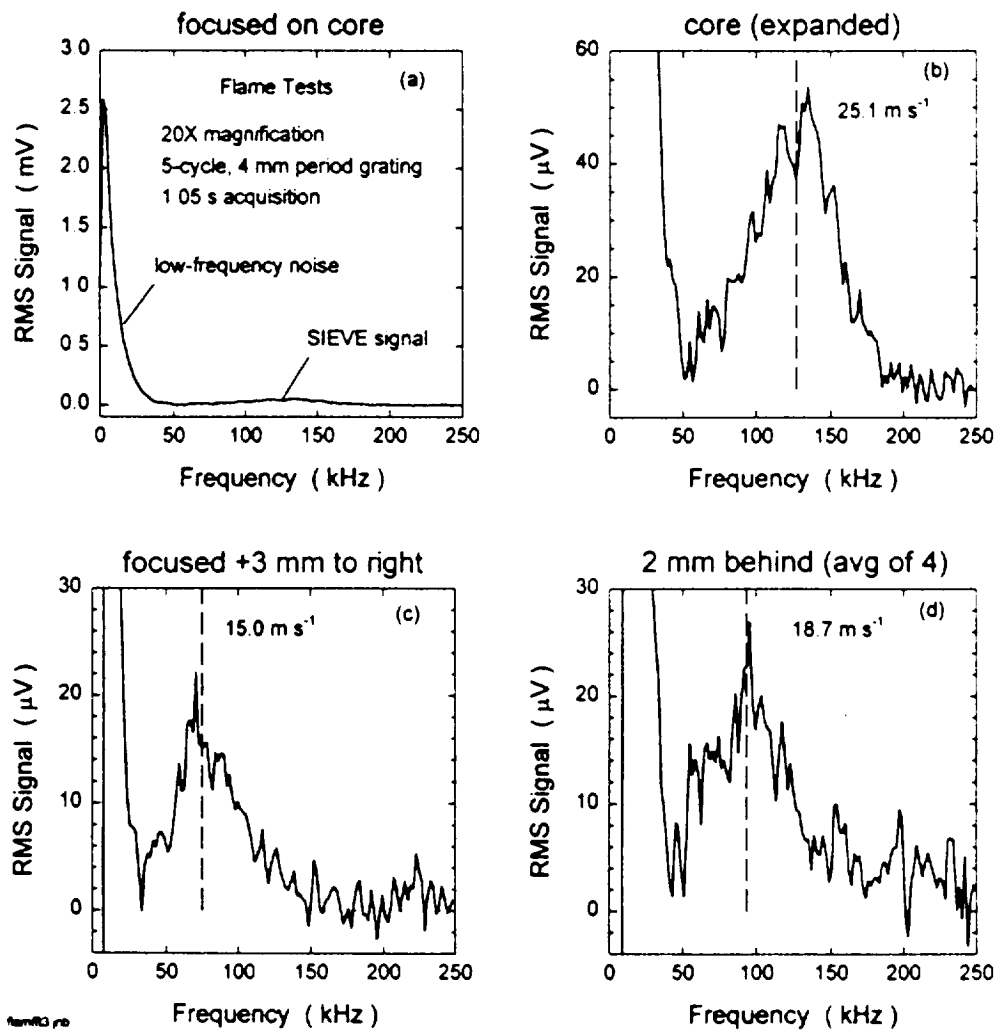 focused on core
3 0
2.5
2.0
1.5
1 0
0 5
0.0
RMS Signal ( mV )
(a)
Flame Tests
20X magnification
5-cycle, 4 mm period grating
1 05 s acquisition
low-frequency noise
SIEVE signal
0 50 100 150 200 250
Frequency ( kHz )
core (expanded)
60
40
20
0
RMS Signal ( μV )
(b)
25.1 m s⁻¹
0 50 100 150 200 250
Frequency ( kHz )
focused +3 mm to right
30
20
10
0
RMS Signal ( μV )
(c)
15.0 m s⁻¹
0 50 100 150 200 250
Frequency ( kHz )
2 mm behind (avg of 4)
30
20
10
0
RMS Signal ( μV )
(d)
18.7 m s⁻¹
0 50 100 150 200 250
Frequency ( kHz )